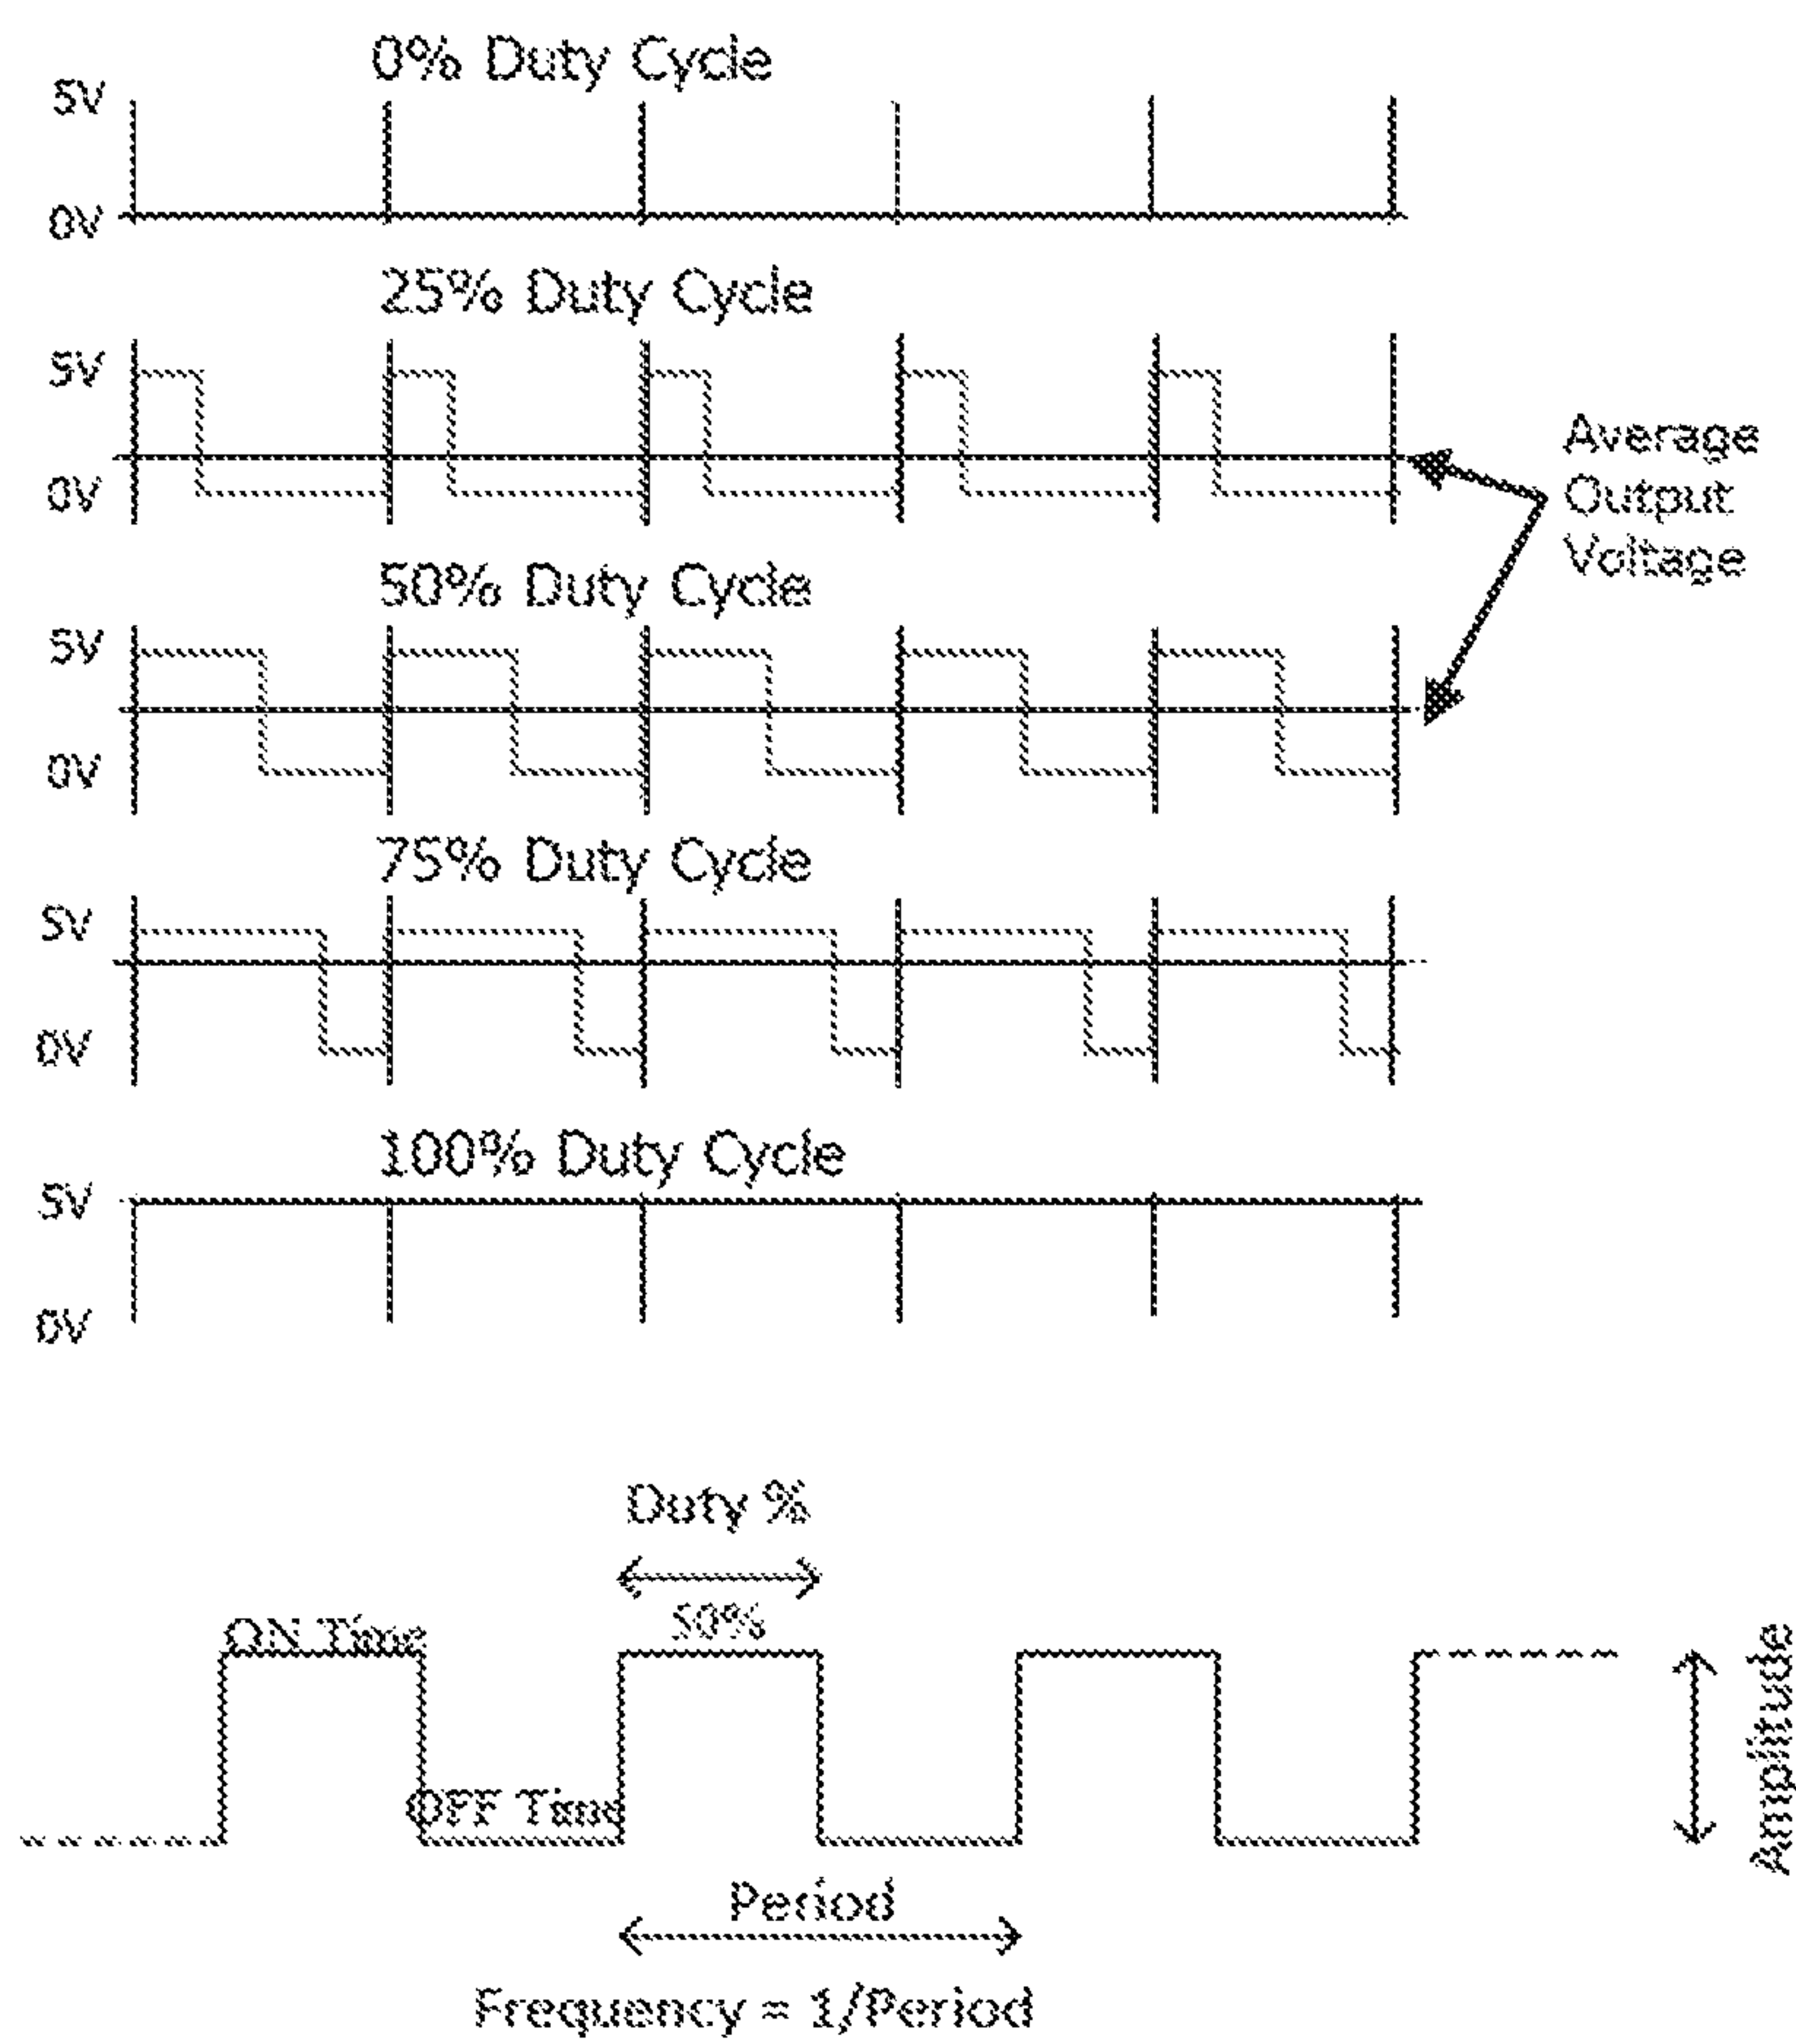 0% Duty Cycle
5V
0V
25% Duty Cycle
5V
0V
Average
Output
Voltage
50% Duty Cycle
5V
0V
75% Duty Cycle
5V
0V
100% Duty Cycle
5V
0V
Duty %
50%
ON Time
OFF Time
Amplitude
Period
Frequency = 1/Period